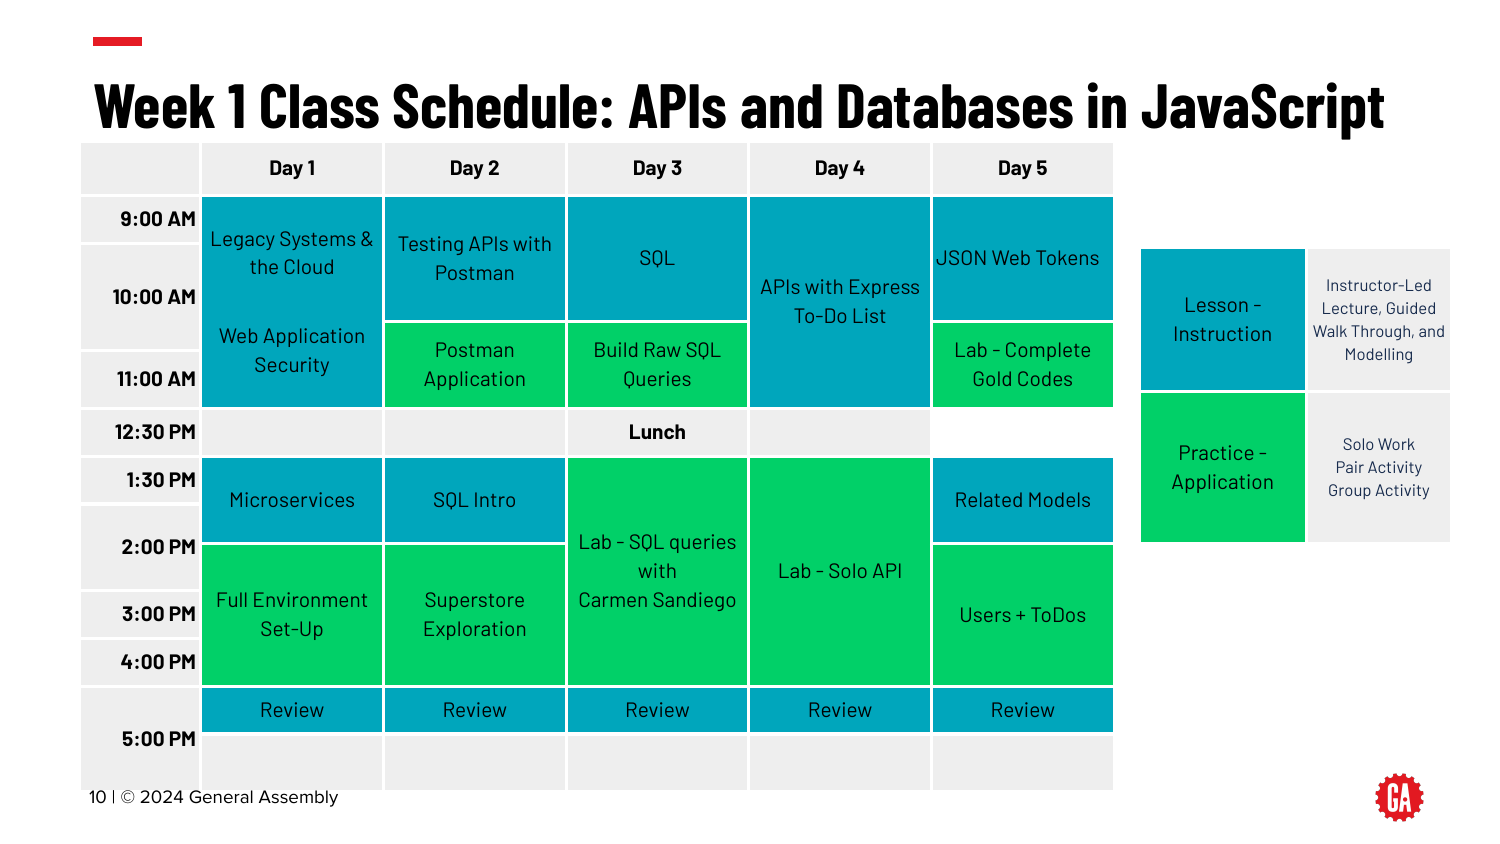 Week 1 Class Schedule: APIs and Databases in JavaScript
Day 1
Day 2
Day 3
Day 4
Day 5
9:00 AM
10:00 AM
11:00 AM
Legacy Systems &
the Cloud
Web Application
Security
Testing APIs with
Postman
Postman
Application
SQL
Build Raw SQL
Queries
APIs with Express
To-Do List
JSON Web Tokens
Lab - Complete
Gold Codes
12:30 PM
Lunch
1:30 PM
2:00 PM
3:00 PM
4:00 PM
Microservices
Full Environment
Set-Up
SQL Intro
Superstore
Exploration
Lab - SQL queries
with
Carmen Sandiego
Lab - Solo API
Related Models
Users + ToDos
5:00 PM
Review
Review
Review
Review
Review
Lesson -
Instruction
Instructor-Led
Lecture, Guided
Walk Through, and
Modelling
Practice -
Application
Solo Work
Pair Activity
Group Activity
10 | © 2024 General Assembly
GA